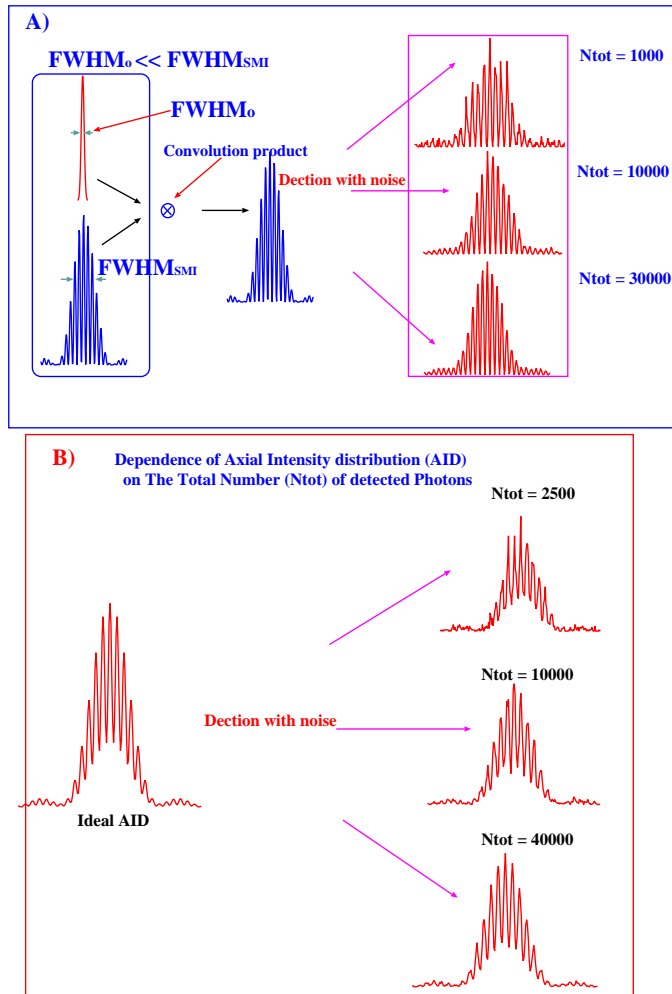 A)
FWHMo << FWHMSMI
Ntot = 1000
FWHMo
Convolution product
Dection with noise
Ntot = 10000
FWHMSMI
Ntot = 30000
B)
Dependence of Axial Intensity distribution (AID)
on The Total Number (Ntot) of detected Photons
Ntot = 2500
Ntot = 10000
Dection with noise
Ideal AID
Ntot = 40000